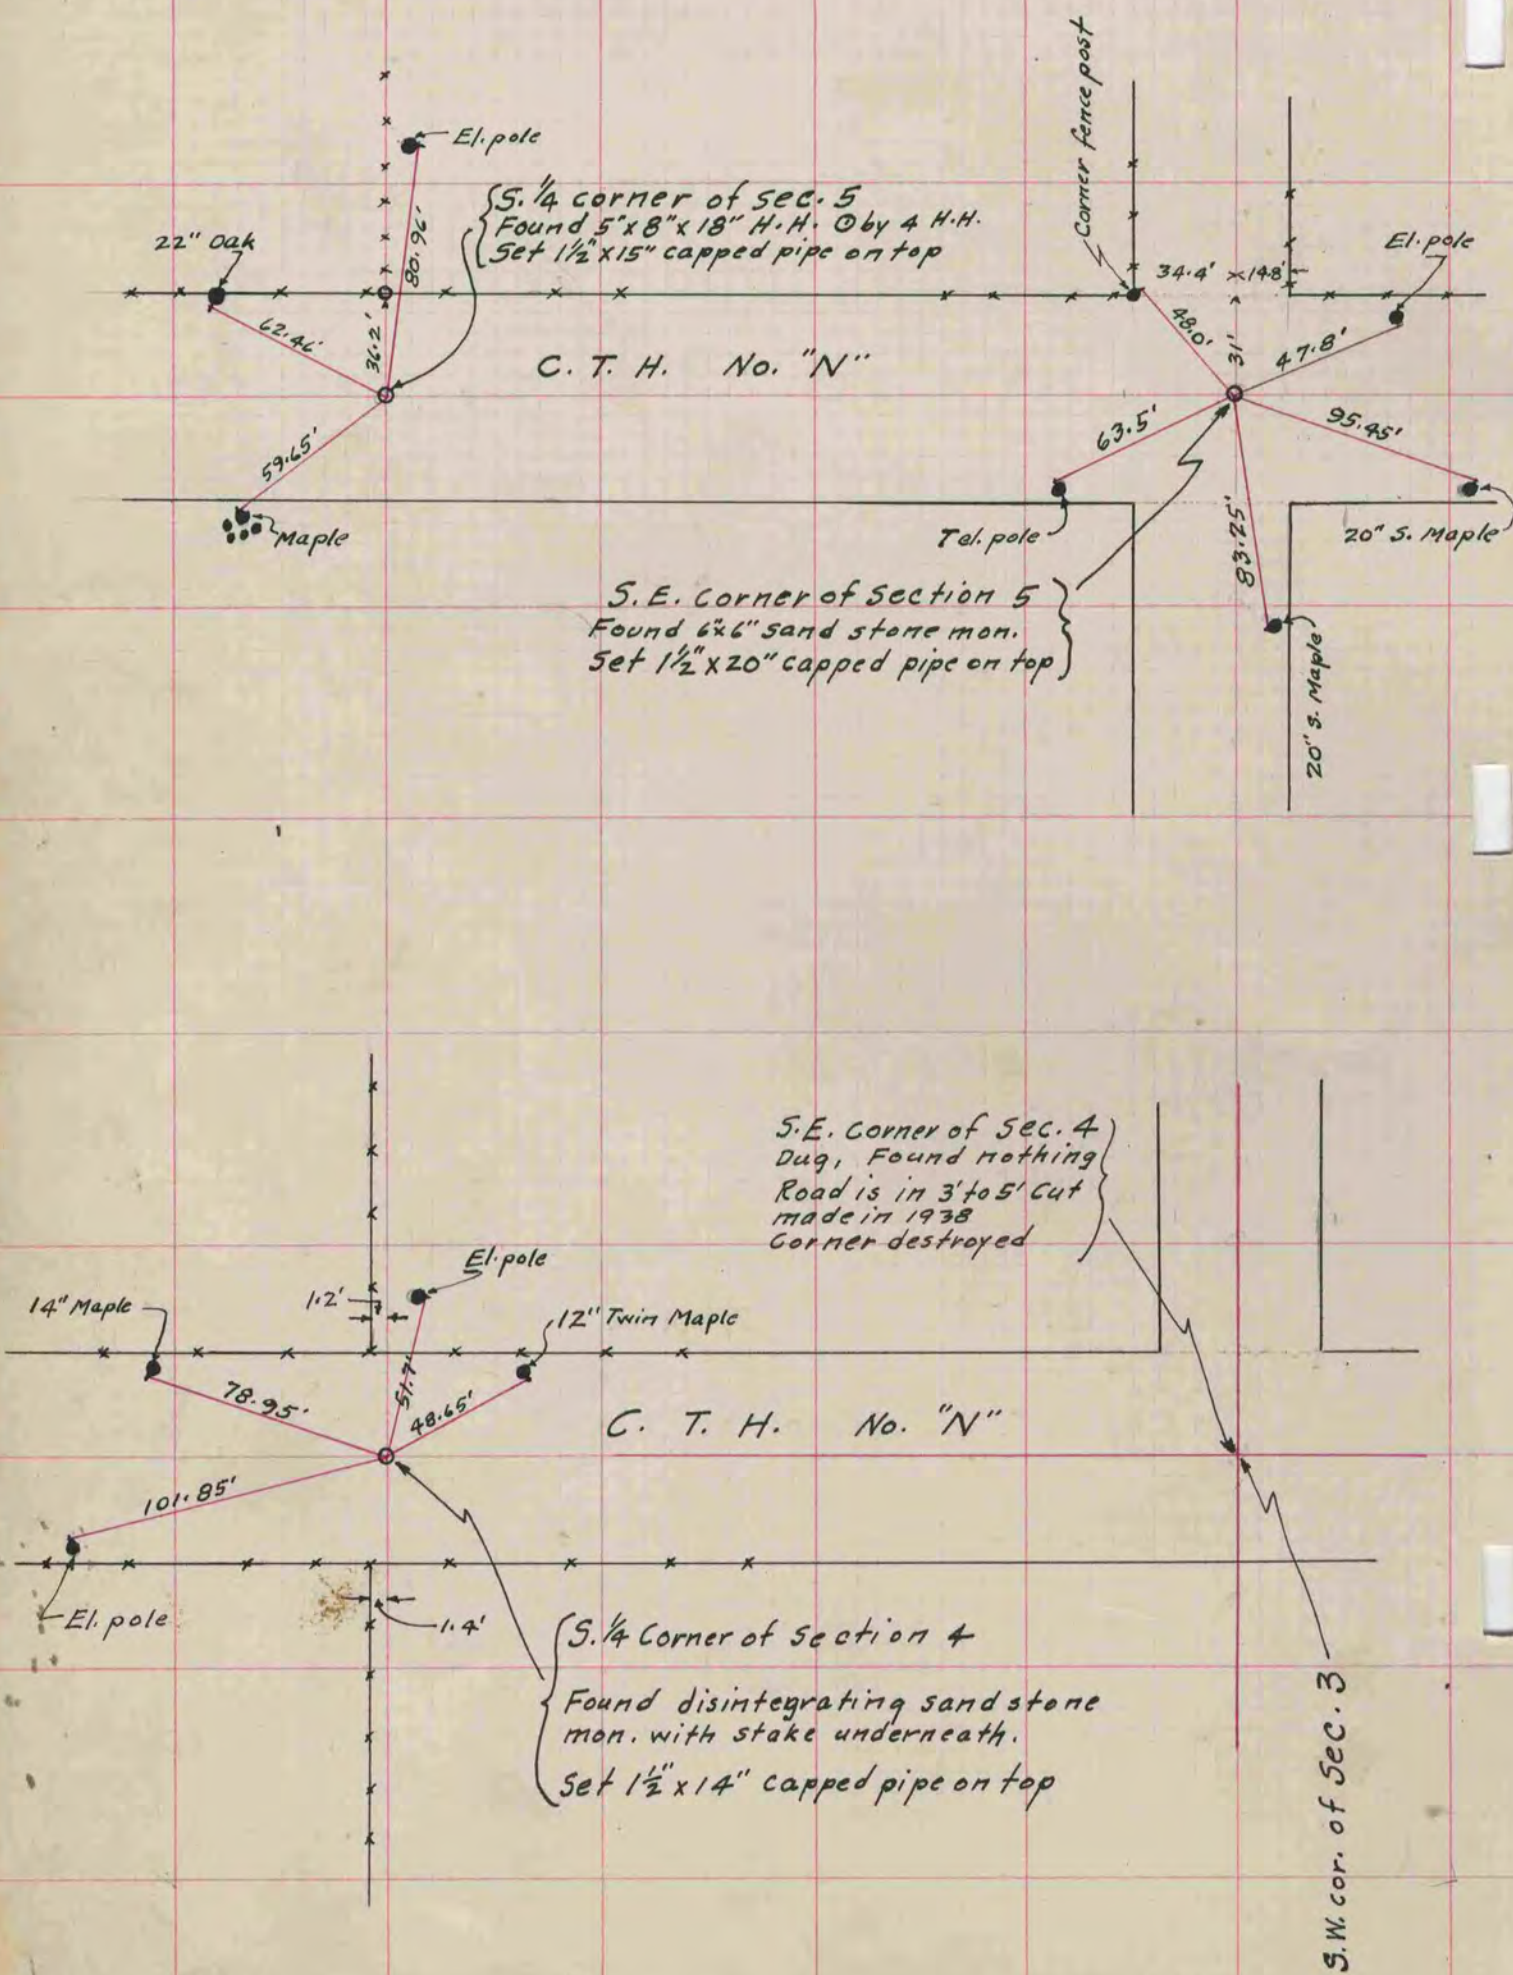 El. pole
S. 1/4 corner of sec. 5
Found 5"x8"x18" H.H. ⊙ by 4 H.H.
Set 1½"x15" capped pipe on top
22" Oak
80.96'
62.46'
36.2'
C. T. H. No. "N"
59.65'
Maple
Corner fence post
34.4'
14.8'
El. pole
48.0'
31'
47.8'
63.5'
95.45'
Tel. pole
83.25'
20" S. Maple
20" S. Maple
S.E. Corner of Section 5
Found 6"x6" sand stone mon.
Set 1½"x20" capped pipe on top
S.E. Corner of Sec. 4
Dug, Found nothing
Road is in 3' to 5' Cut
made in 1938
Corner destroyed
El. pole
14" Maple
1.2'
12" Twin Maple
78.95'
51.7'
48.65'
C. T. H. No. "N"
101.85'
El. pole
1.4'
S. 1/4 Corner of Section 4
Found disintegrating sand stone
mon. with stake underneath.
Set 1½"x14" capped pipe on top
S.W. cor. of Sec. 3